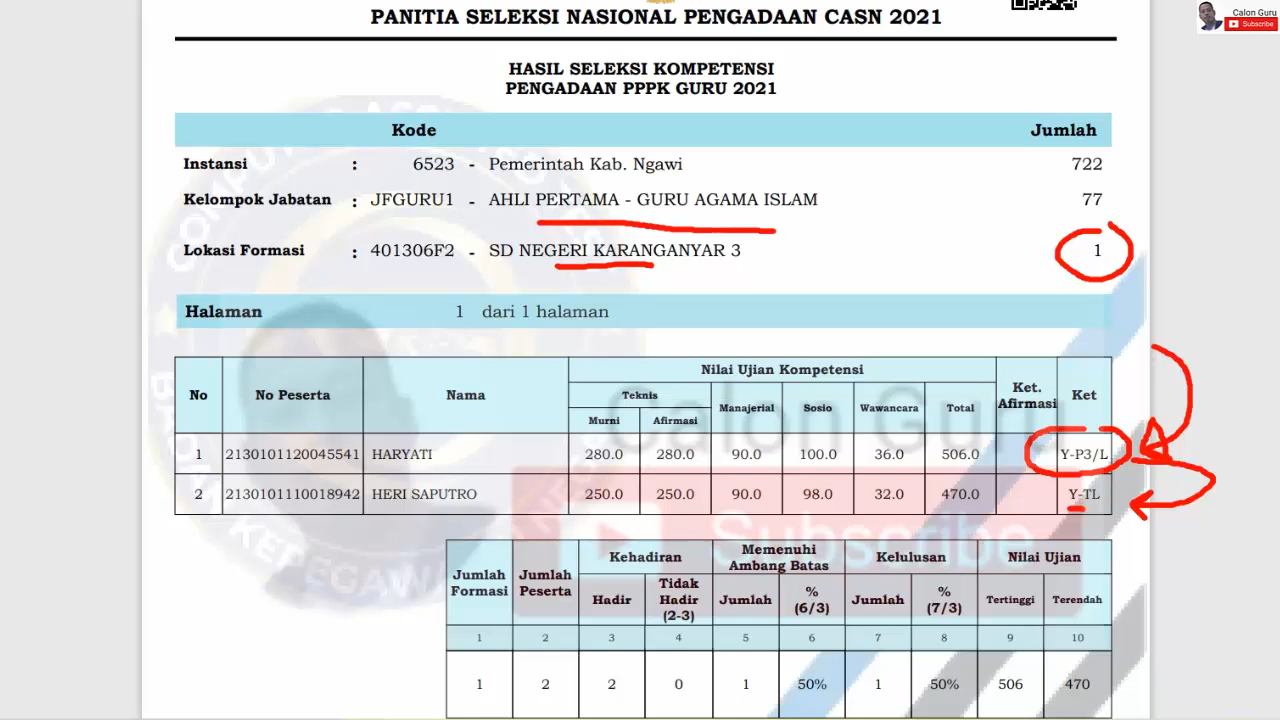 PANITIA SELEKSI NASIONAL PENGADAAN CASN 2021
Calon Guru
Subscribe
HASIL SELEKSI KOMPETENSI
PENGADAAN PPPK GURU 2021
Kode Jumlah
Instansi : 6523 - Pemerintah Kab. Ngawi 722
Kelompok Jabatan : JFGURU1 - AHLI PERTAMA - GURU AGAMA ISLAM 77
Lokasi Formasi : 401306F2 - SD NEGERI KARANGANYAR 3 1
Halaman 1 dari 1 halaman
No No Peserta Nama Nilai Ujian Kompetensi Ket. Afirmasi Ket
Teknis Manajerial Sosio Wawancara Total
Murni Afirmasi
1 2130101120045541 HARYATI 280.0 280.0 90.0 100.0 36.0 506.0 Y-P3/L
2 2130101110018942 HERI SAPUTRO 250.0 250.0 90.0 98.0 32.0 470.0 Y-TL
Calon Guru
Subscribe
Jumlah Formasi Jumlah Peserta Kehadiran Memenuhi Ambang Batas Kelulusan Nilai Ujian
Hadir Tidak Hadir (2-3) Jumlah % (6/3) Jumlah % (7/3) Tertinggi Terendah
1 2 3 4 5 6 7 8 9 10
1 2 2 0 1 50% 1 50% 506 470